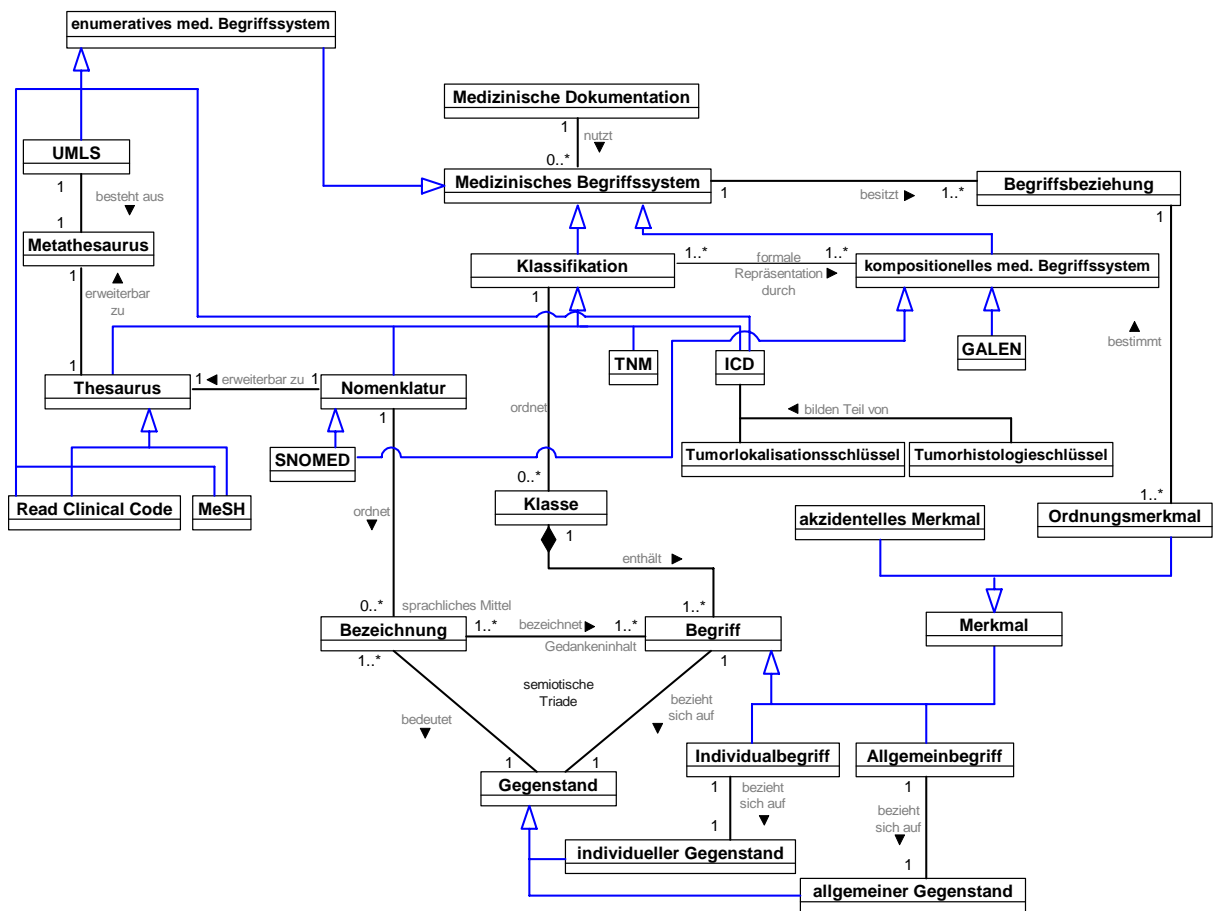 enumeratives med. Begriffssystem
Medizinische Dokumentation
1
nutzt
0..*
UMLS
Medizinisches Begriffssystem
1
besitzt
1..*
Begriffsbeziehung
1
1
besteht aus
1
Metathesaurus
1
erweiterbar
zu
1
Klassifikation
1
1..*
formale
Repräsentation
durch
1..*
kompositionelles med. Begriffssystem
bestimmt
TNM
ICD
GALEN
Thesaurus
1
erweiterbar zu
1
Nomenklatur
1
ordnet
bilden Teil von
SNOMED
Tumorlokalisationsschlüssel
Tumorhistologieschlüssel
0..*
Read Clinical Code
MeSH
ordnet
Klasse
1
akzidentelles Merkmal
1..*
Ordnungsmerkmal
enthält
0..*
sprachliches Mittel
1..*
Bezeichnung
1..*
bezeichnet
1..*
Gedankeninhalt
Begriff
Merkmal
1..*
1
semiotische
Triade
bedeutet
bezieht
sich auf
1
1
Individualbegriff
Allgemeinbegriff
Gegenstand
1
bezieht
sich auf
1
1
bezieht
sich auf
1
individueller Gegenstand
allgemeiner Gegenstand